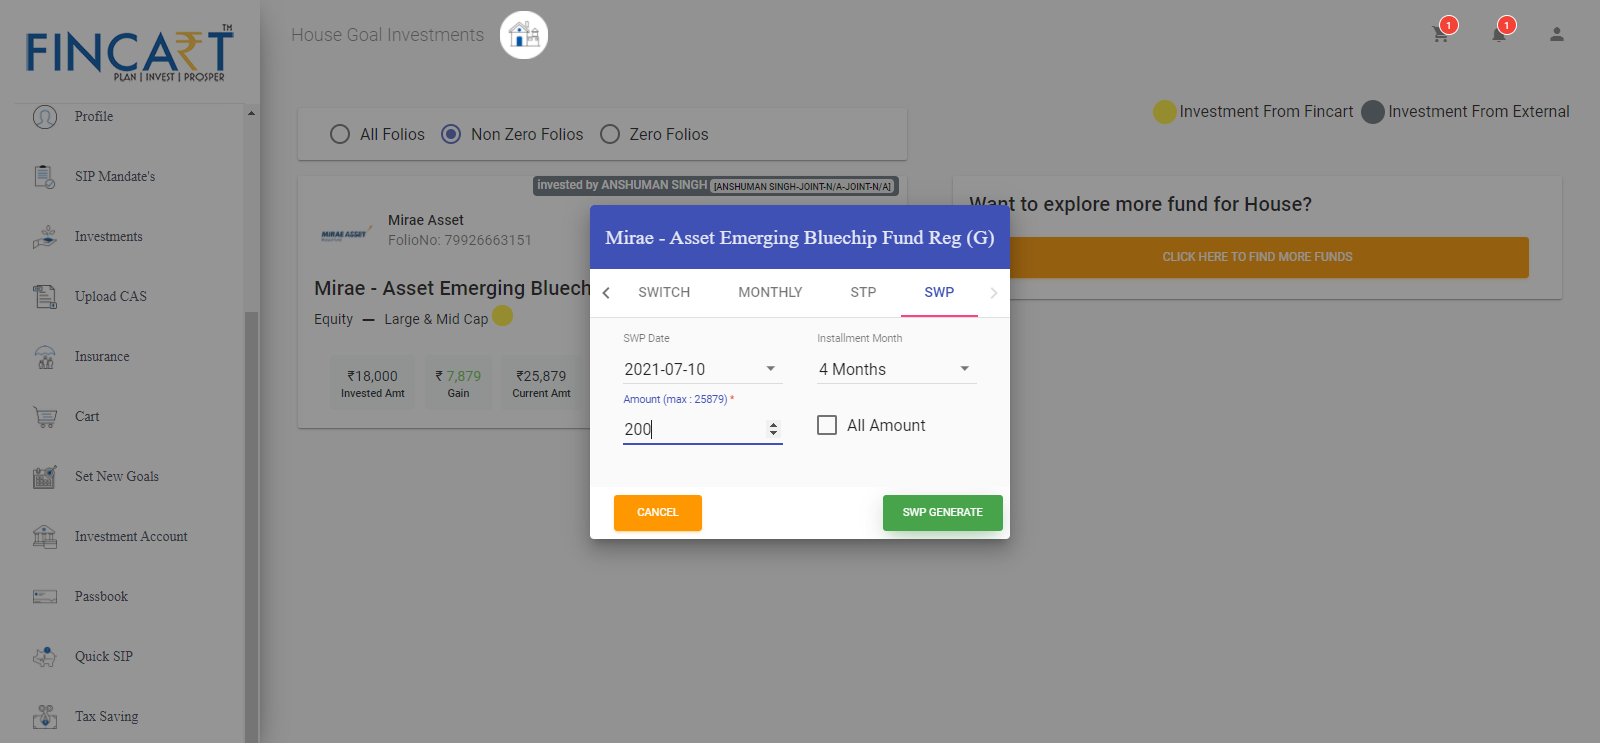 FINCART
TM
PLAN | INVEST | PROSPER
Profile
SIP Mandate's
Investments
Upload CAS
Insurance
Cart
Set New Goals
Investment Account
Passbook
Quick SIP
Tax Saving
House Goal Investments
1
1
All Folios
Non Zero Folios
Zero Folios
Investment From Fincart
Investment From External
invested by ANSHUMAN SINGH [ANSHUMAN SINGH-JOINT-N/A-JOINT-N/A]
MIRAE ASSET
Mirae Asset
FolioNo: 79926663151
Mirae - Asset Emerging Bluech
Equity — Large & Mid Cap
₹18,000
Invested Amt
₹ 7,879
Gain
₹25,879
Current Amt
Want to explore more fund for House?
CLICK HERE TO FIND MORE FUNDS
Mirae - Asset Emerging Bluechip Fund Reg (G)
SWITCH
MONTHLY
STP
SWP
SWP Date
2021-07-10
Installment Month
4 Months
Amount (max : 25879) *
200
All Amount
CANCEL
SWP GENERATE